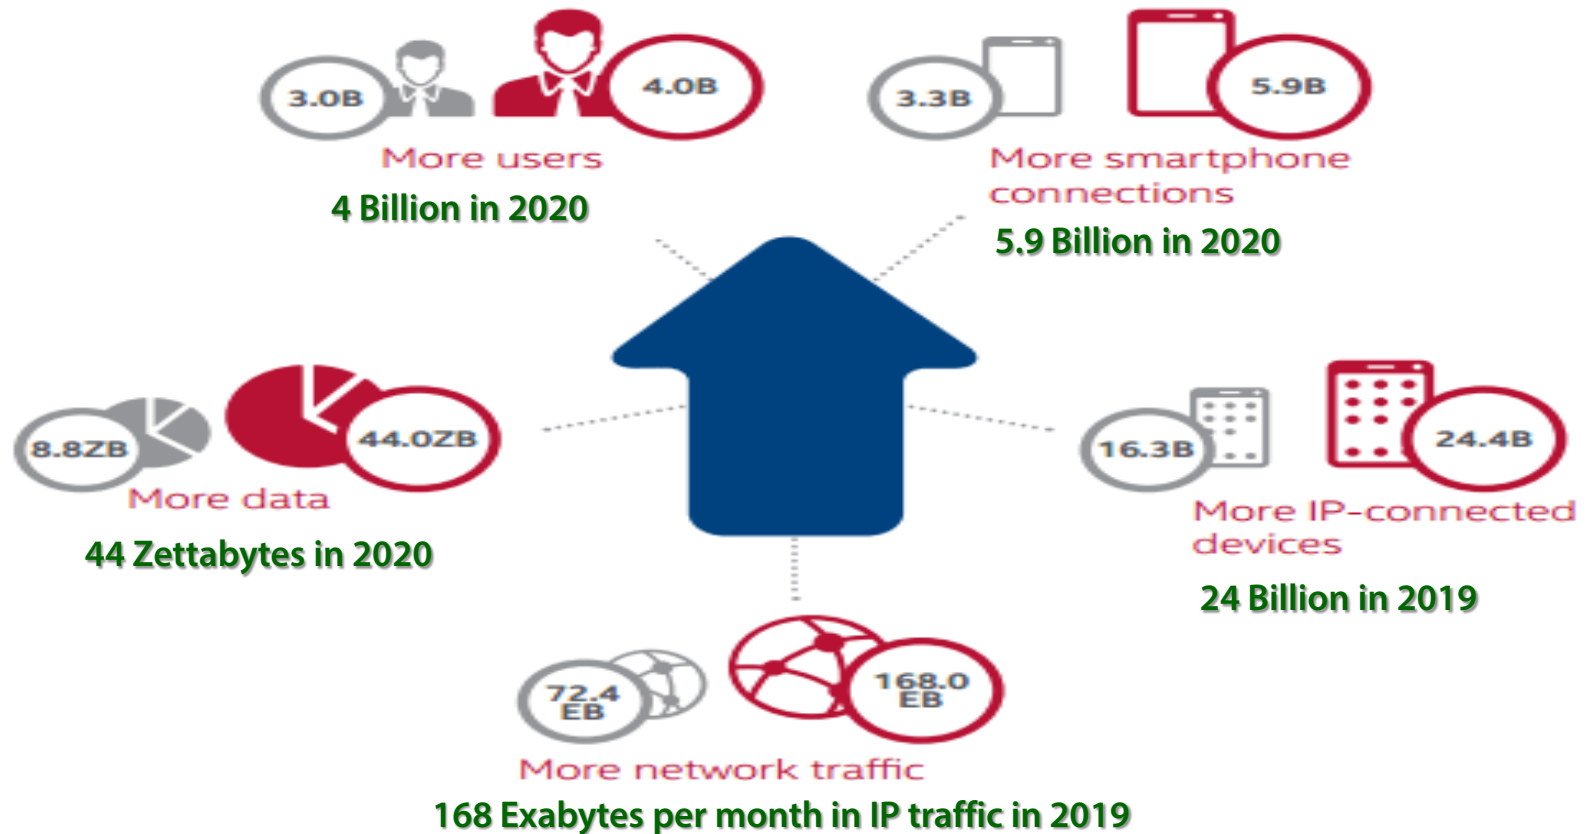 3.0B
4.0B
More users
4 Billion in 2020
3.3B
5.9B
More smartphone
connections
5.9 Billion in 2020
8.8ZB
44.0ZB
More data
44 Zettabytes in 2020
16.3B
24.4B
More IP-connected
devices
24 Billion in 2019
72.4
EB
168.0
EB
More network traffic
168 Exabytes per month in IP traffic in 2019